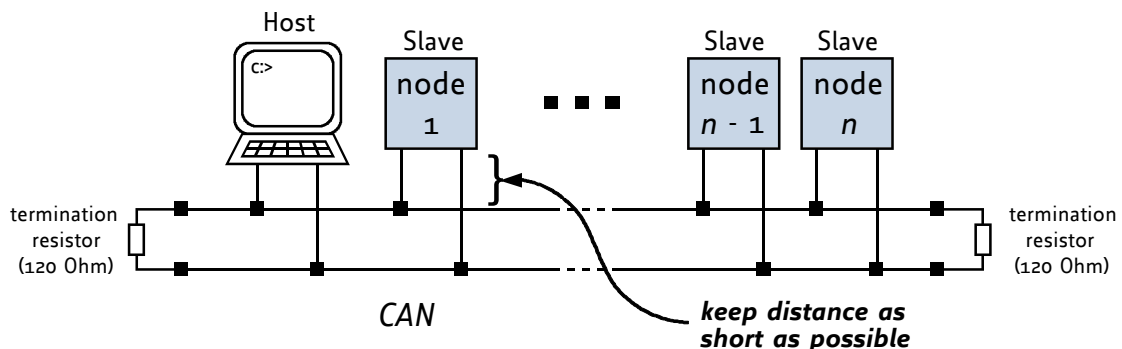 Host
C:>
Slave
node
1
Slave
node
n - 1
Slave
node
n
termination
resistor
(120 Ohm)
termination
resistor
(120 Ohm)
CAN
keep distance as
short as possible